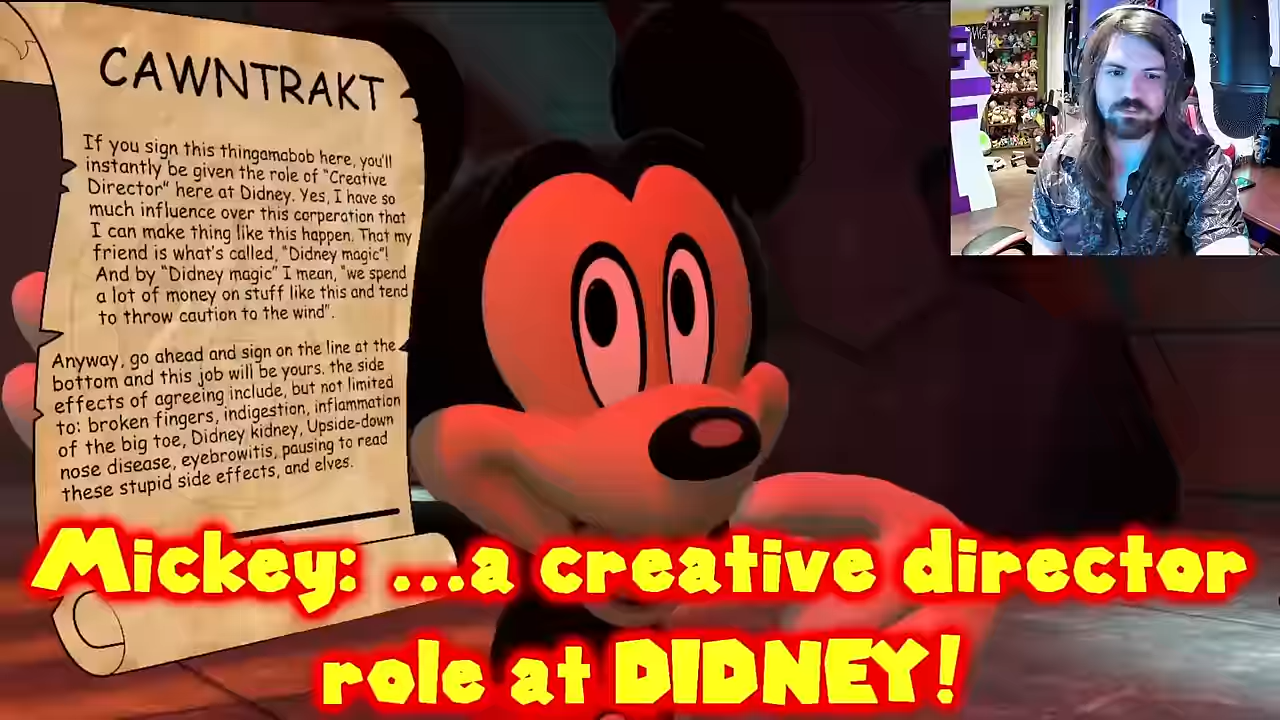 CAWNTRAKT
If you sign this thingamabob here, you'll
instantly be given the role of "Creative
Director" here at Didney. Yes, I have so
much influence over this corperation that
I can make thing like this happen. That my
friend is what's called, "Didney magic"!
And by "Didney magic" I mean, "we spend
a lot of money on stuff like this and tend
to throw caution to the wind".
Anyway, go ahead and sign on the line at the
bottom and this job will be yours. the side
effects of agreeing include, but not limited
to: broken fingers, indigestion, inflammation
of the big toe, Didney kidney, Upside-down
nose disease, eyebrowitis, pausing to read
these stupid side effects, and elves.
Mickey: ...a creative director
role at DIDNEY!